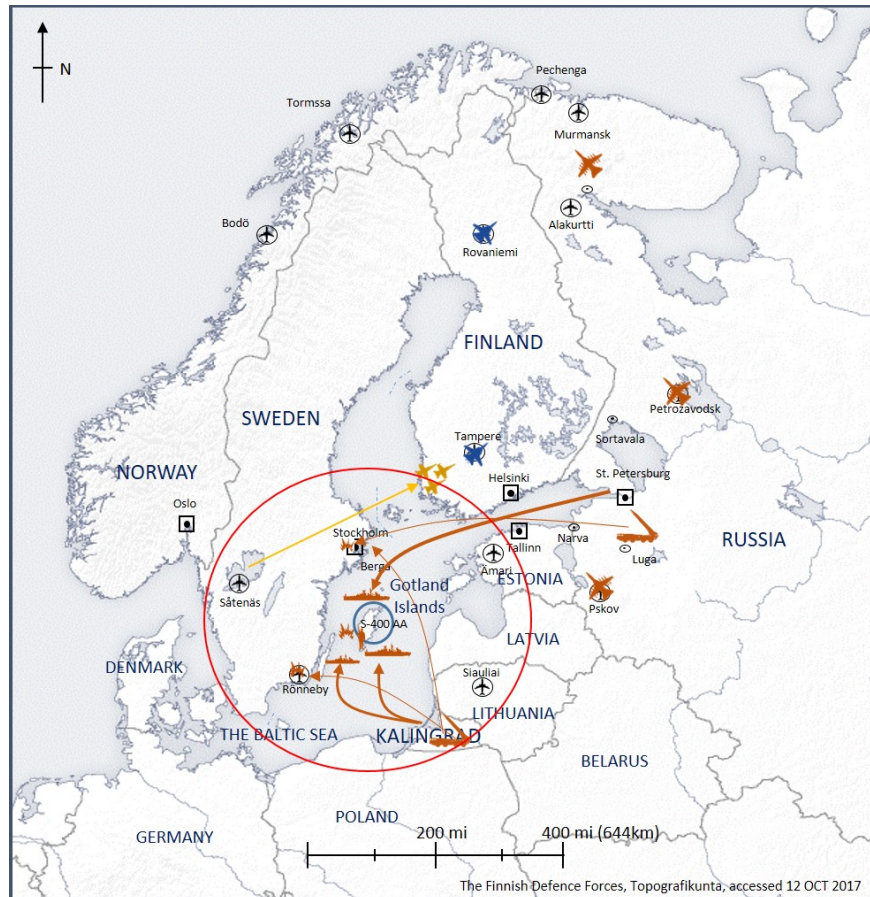 N
Pechenga
Tormssa
Murmansk
Bodö
Alakurtti
Rovaniemi
FINLAND
Petrozavodsk
SWEDEN
Sortavala
Tampere
NORWAY
Helsinki
St. Petersburg
Oslo
Stockholm
Tallinn
Narva
RUSSIA
Berga
Luga
Ämari
ESTONIA
Såtenäs
Gotland
Islands
Pskov
S-400 AA
LATVIA
DENMARK
Siauliai
Rönneby
LITHUANIA
THE BALTIC SEA
KALINGRAD
BELARUS
POLAND
GERMANY
200 mi
400 mi (644km)
The Finnish Defence Forces, Topografikunta, accessed 12 OCT 2017